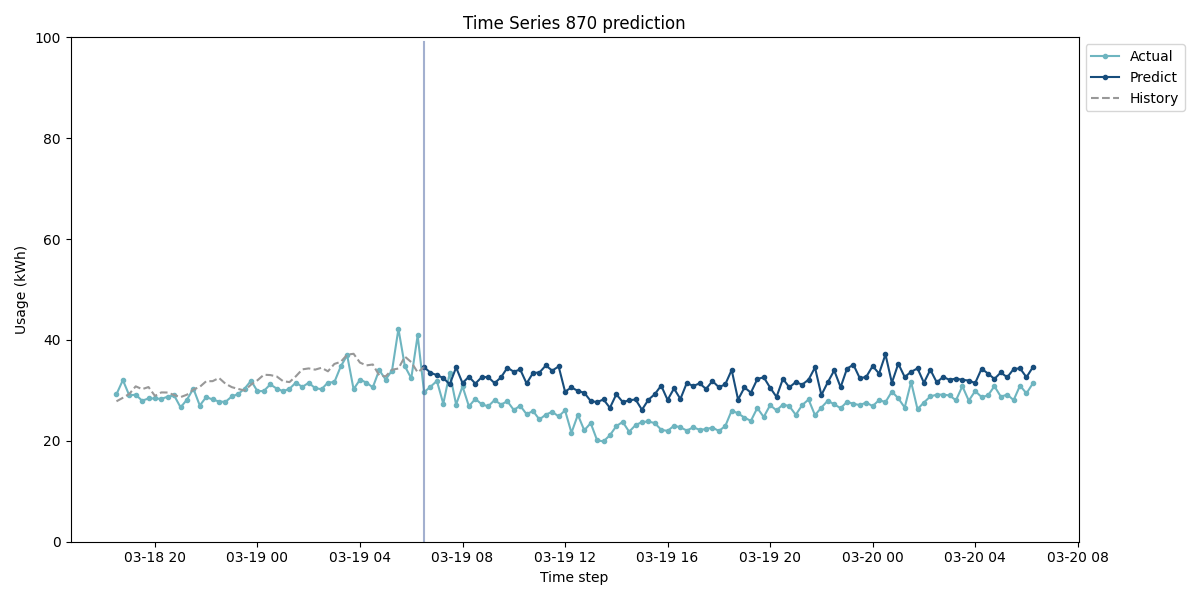 Time Series 870 prediction
100
80
60
40
20
0
Usage (kWh)
03-18 20
03-19 00
03-19 04
03-19 08
03-19 12
03-19 16
03-19 20
03-20 00
03-20 04
03-20 08
Time step
Actual
Predict
History